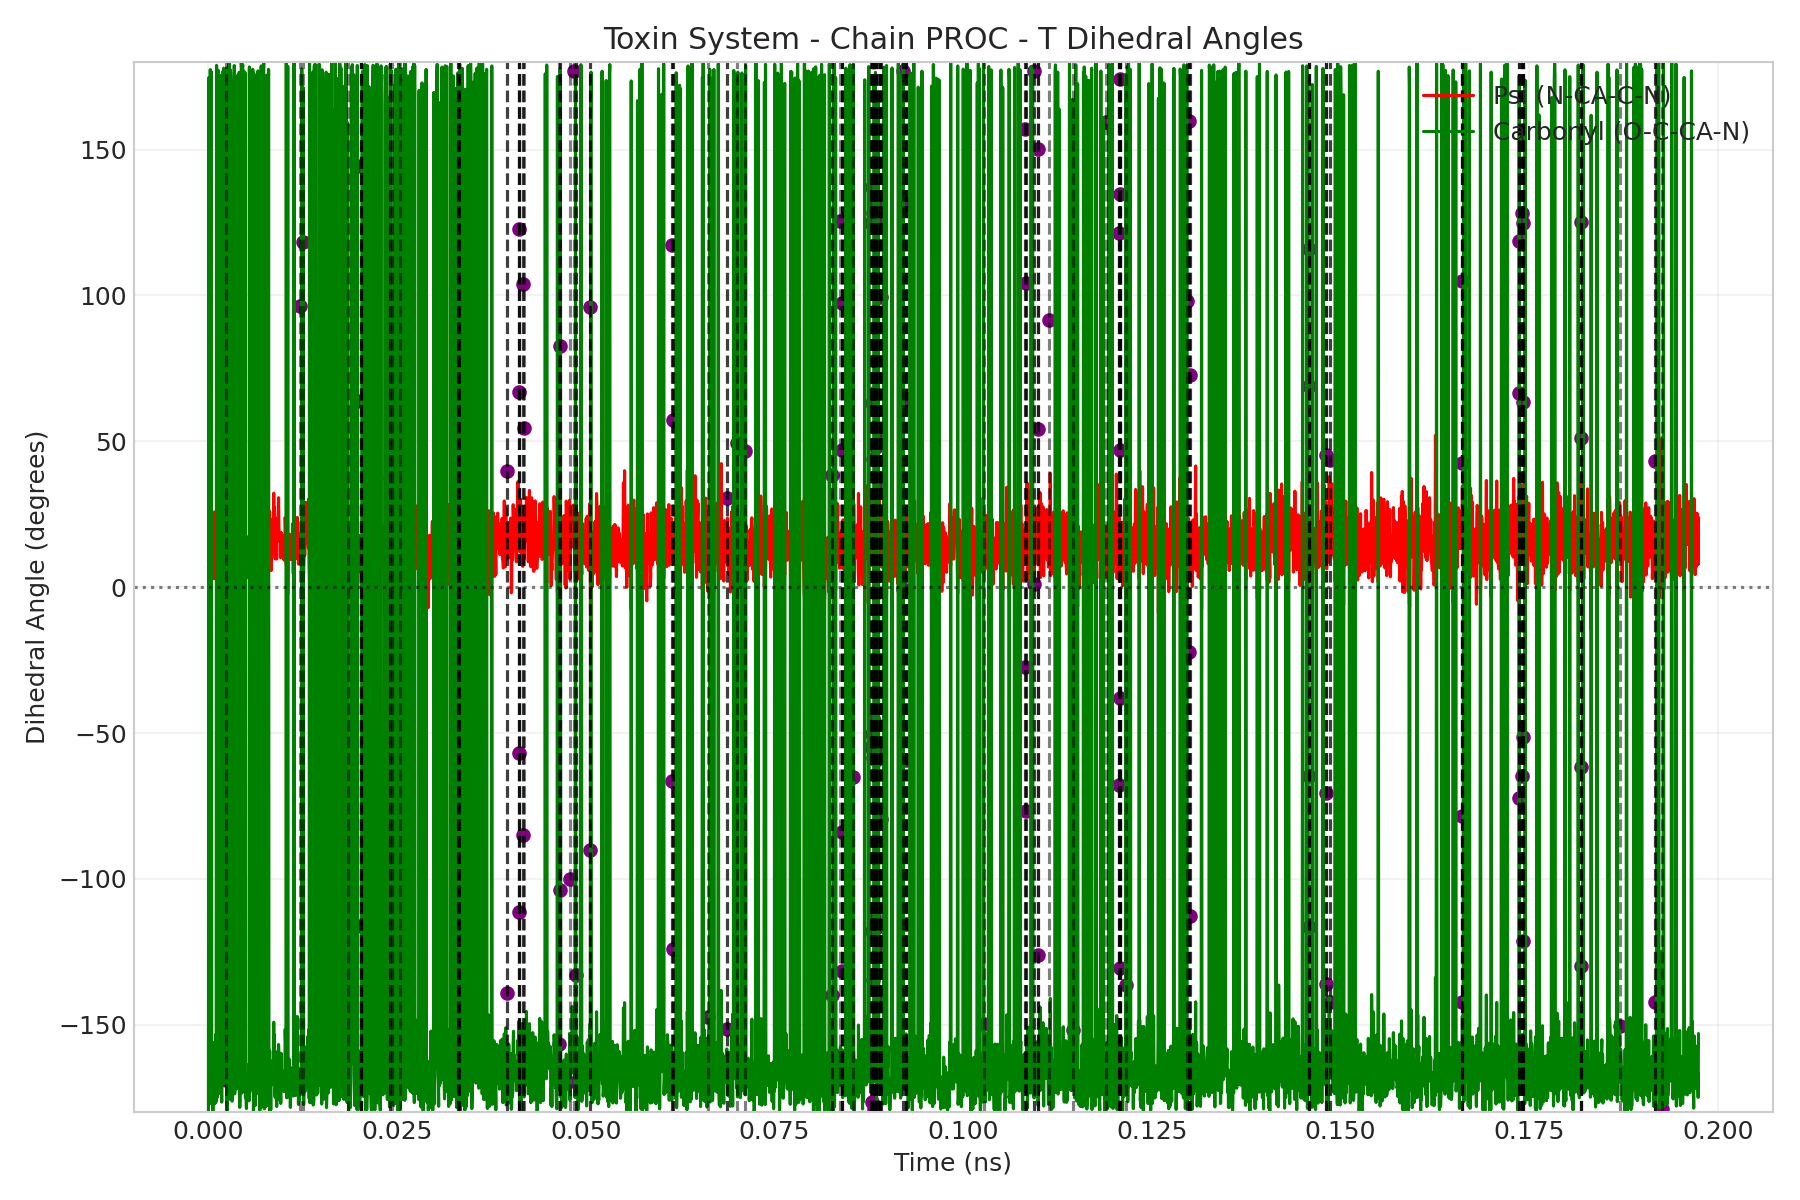 Toxin System - Chain PROC - T Dihedral Angles
Psi (N-CA-C-N)
Carbonyl (O-C-CA-N)
150
100
50
0
−50
−100
−150
Dihedral Angle (degrees)
0.000 0.025 0.050 0.075 0.100 0.125 0.150 0.175 0.200
Time (ns)